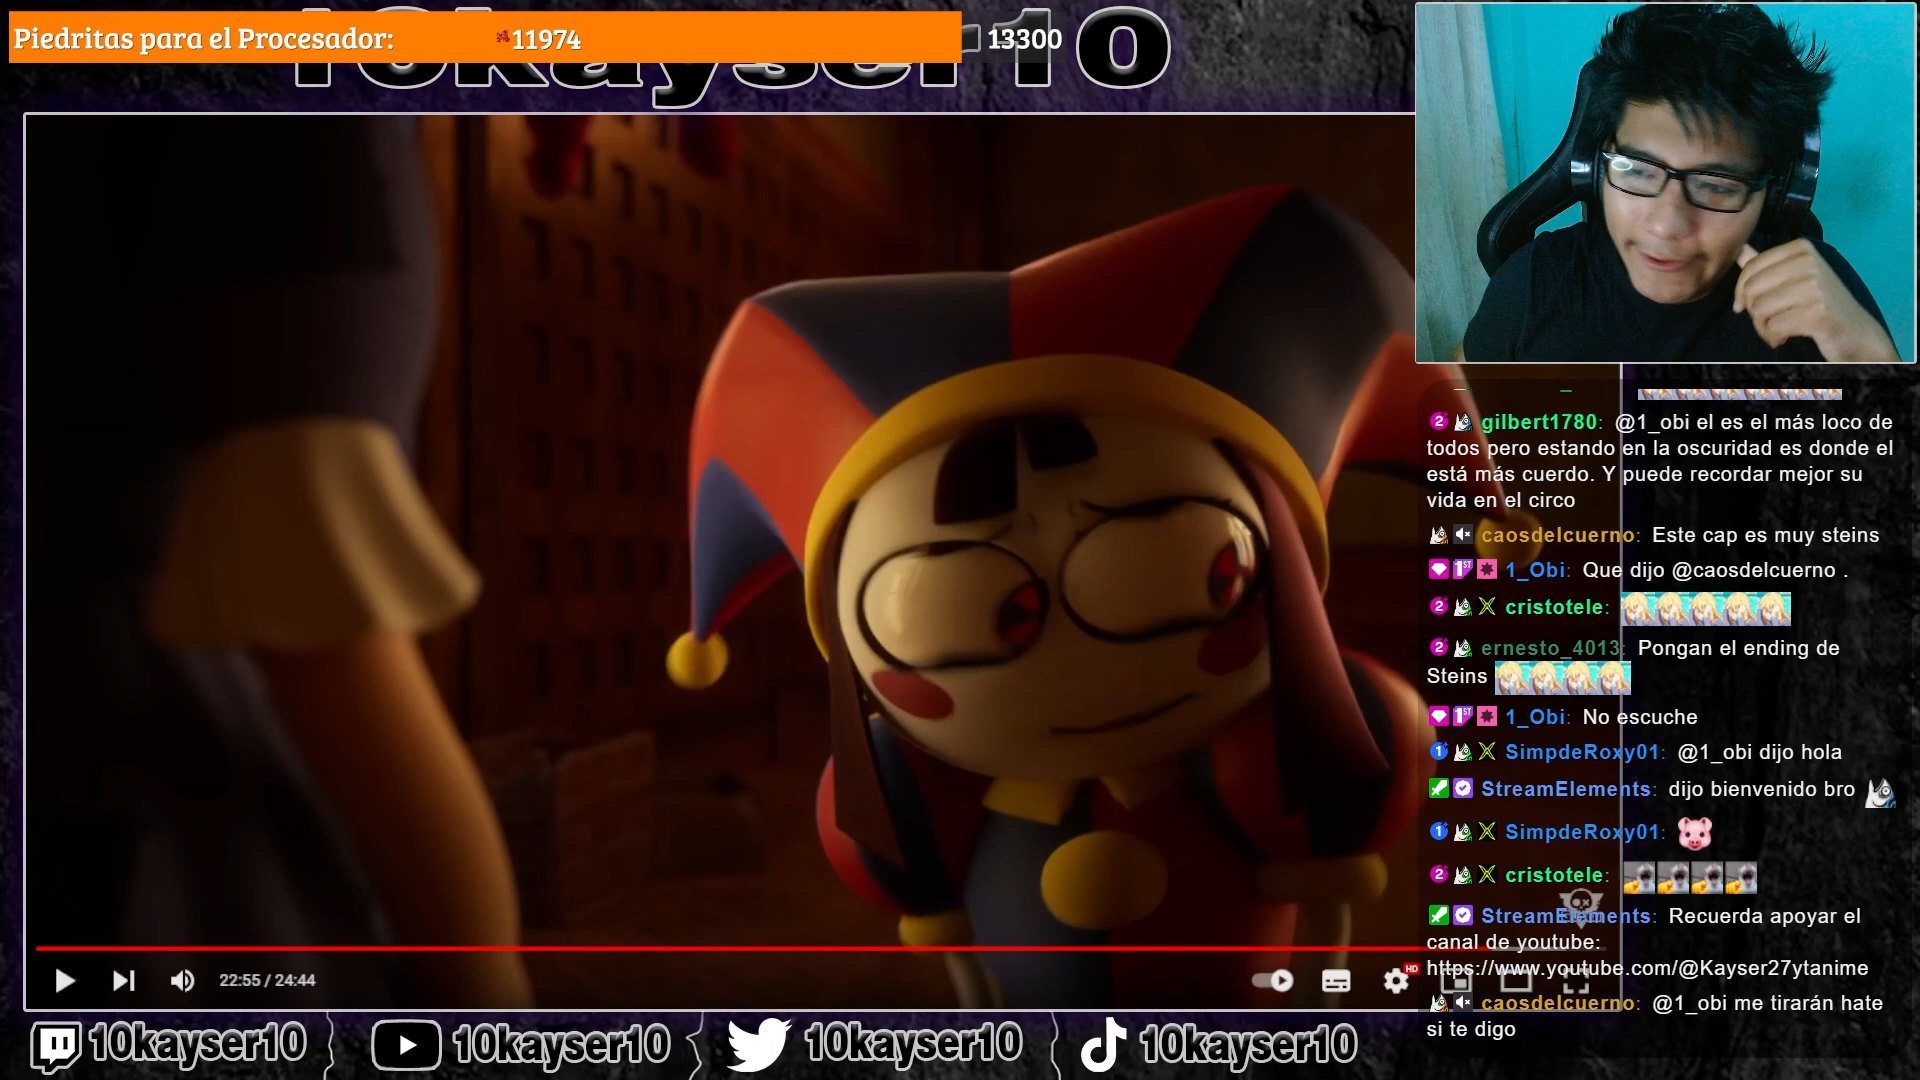 10kayser10
Piedritas para el Procesador:
11974
13300
gilbert1780: @1_obi el es el más loco de
todos pero estando en la oscuridad es donde el
está más cuerdo. Y puede recordar mejor su
vida en el circo
caosdelcuerno: Este cap es muy steins
1_Obi: Que dijo @caosdelcuerno .
cristotele:
ernesto_4013: Pongan el ending de
Steins
1_Obi: No escuche
SimpdeRoxy01: @1_obi dijo hola
StreamElements: dijo bienvenido bro
SimpdeRoxy01:
cristotele:
StreamElements: Recuerda apoyar el
canal de youtube:
https://www.youtube.com/@Kayser27ytanime
caosdelcuerno: @1_obi me tirarán hate
si te digo
22:55 / 24:44
HD
10kayser10
10kayser10
10kayser10
10kayser10